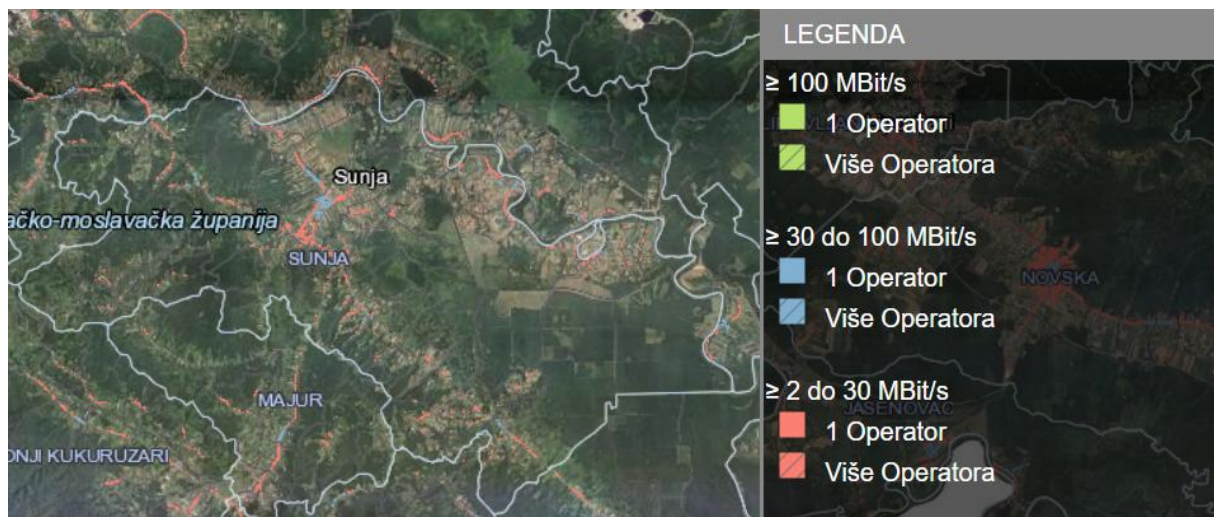 Sunja
ačko-moslavačka županija
SUNJA
MAJUR
ONJI KUKURUZARI
LEGENDA
≥ 100 MBit/s
1 Operator
Više Operatora
≥ 30 do 100 MBit/s
1 Operator
NOVSKA
Više Operatora
≥ 2 do 30 MBit/s
JASENOVAC
1 Operator
Više Operatora